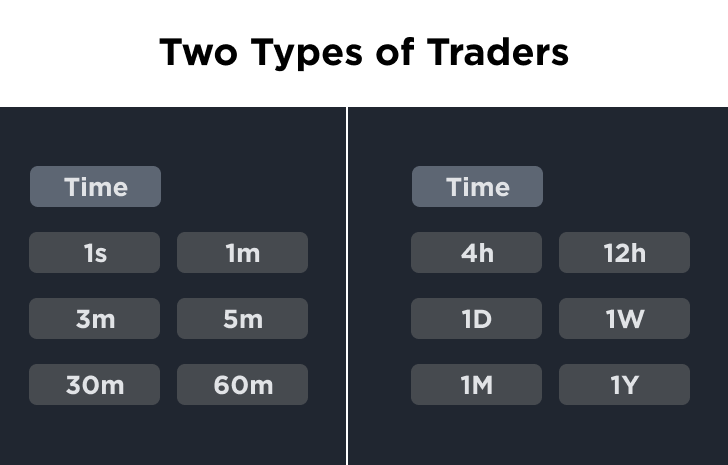 Two Types of Traders
Time
1s 1m
3m 5m
30m 60m
Time
4h 12h
1D 1W
1M 1Y